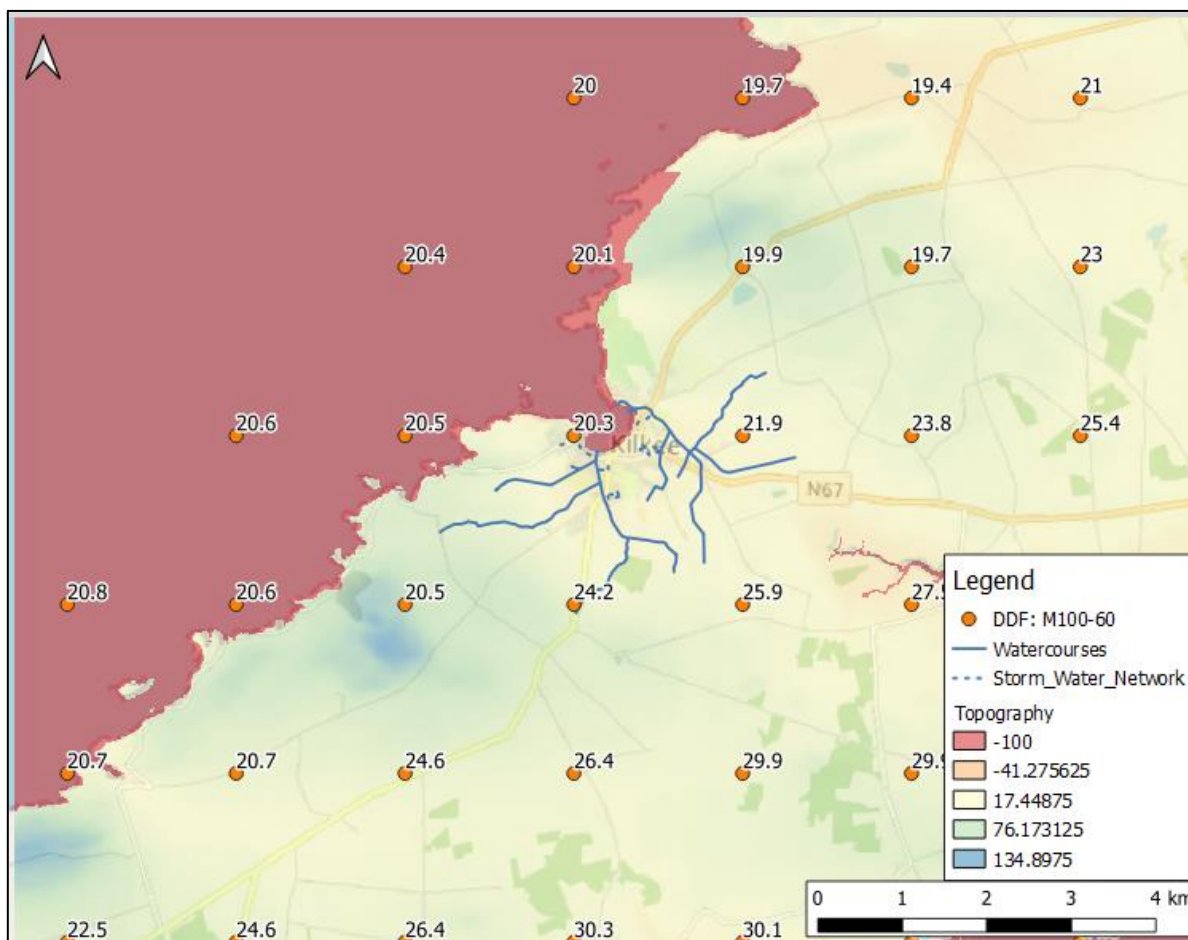 20 19.7 19.4 21
20.4 20.1 19.9 19.7 23
20.6 20.5 20.3 21.9 23.8 25.4
Kilkee
N67
20.8 20.6 20.5 24.2 25.9
20.7 20.7 24.6 26.4 29.9
22.5 24.6 26.4 30.3 30.1
Legend
DDF: M100-60
Watercourses
Storm_Water_Network
Topography
-100
-41.275625
17.44875
76.173125
134.8975
0 1 2 3 4 km